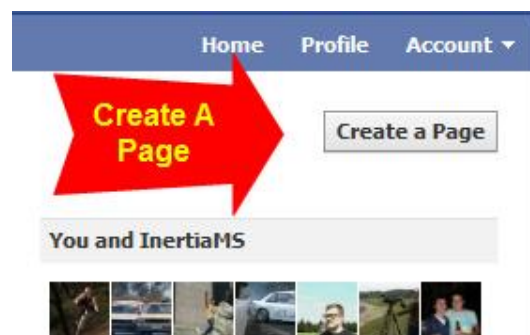 Home Profile Account
Create A
Page
Create a Page
You and InertiaMS